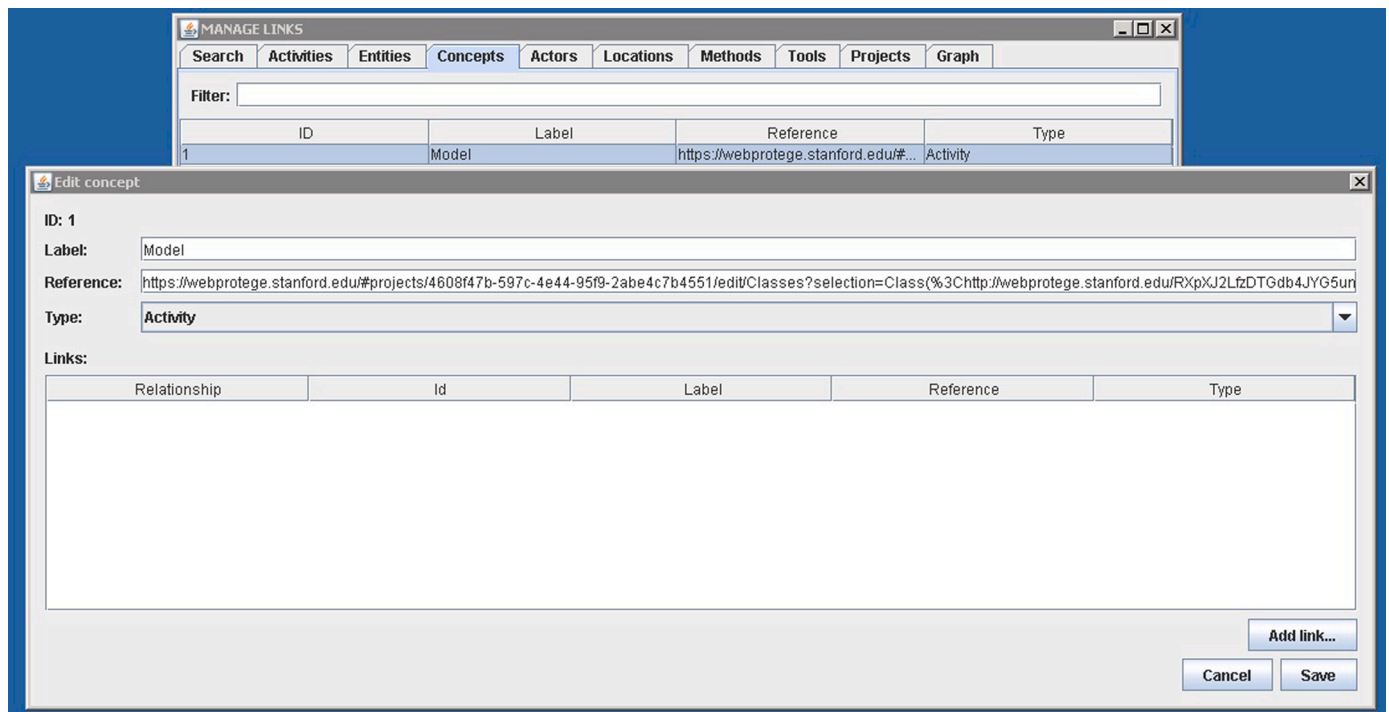 MANAGE LINKS
Search Activities Entities Concepts Actors Locations Methods Tools Projects Graph
Filter:
ID Label Reference Type
1 Model https://webprotege.stanford.edu/#... Activity
Edit concept
ID: 1
Label: Model
Reference: https://webprotege.stanford.edu/#projects/4608f47b-597c-4e44-95f9-2abe4c7b4551/edit/Classes?selection=Class(%3Chttp://webprotege.stanford.edu/RXpXJ2LfzDTGdb4JYG5un
Type: Activity
Links:
Relationship Id Label Reference Type
Add link...
Cancel Save